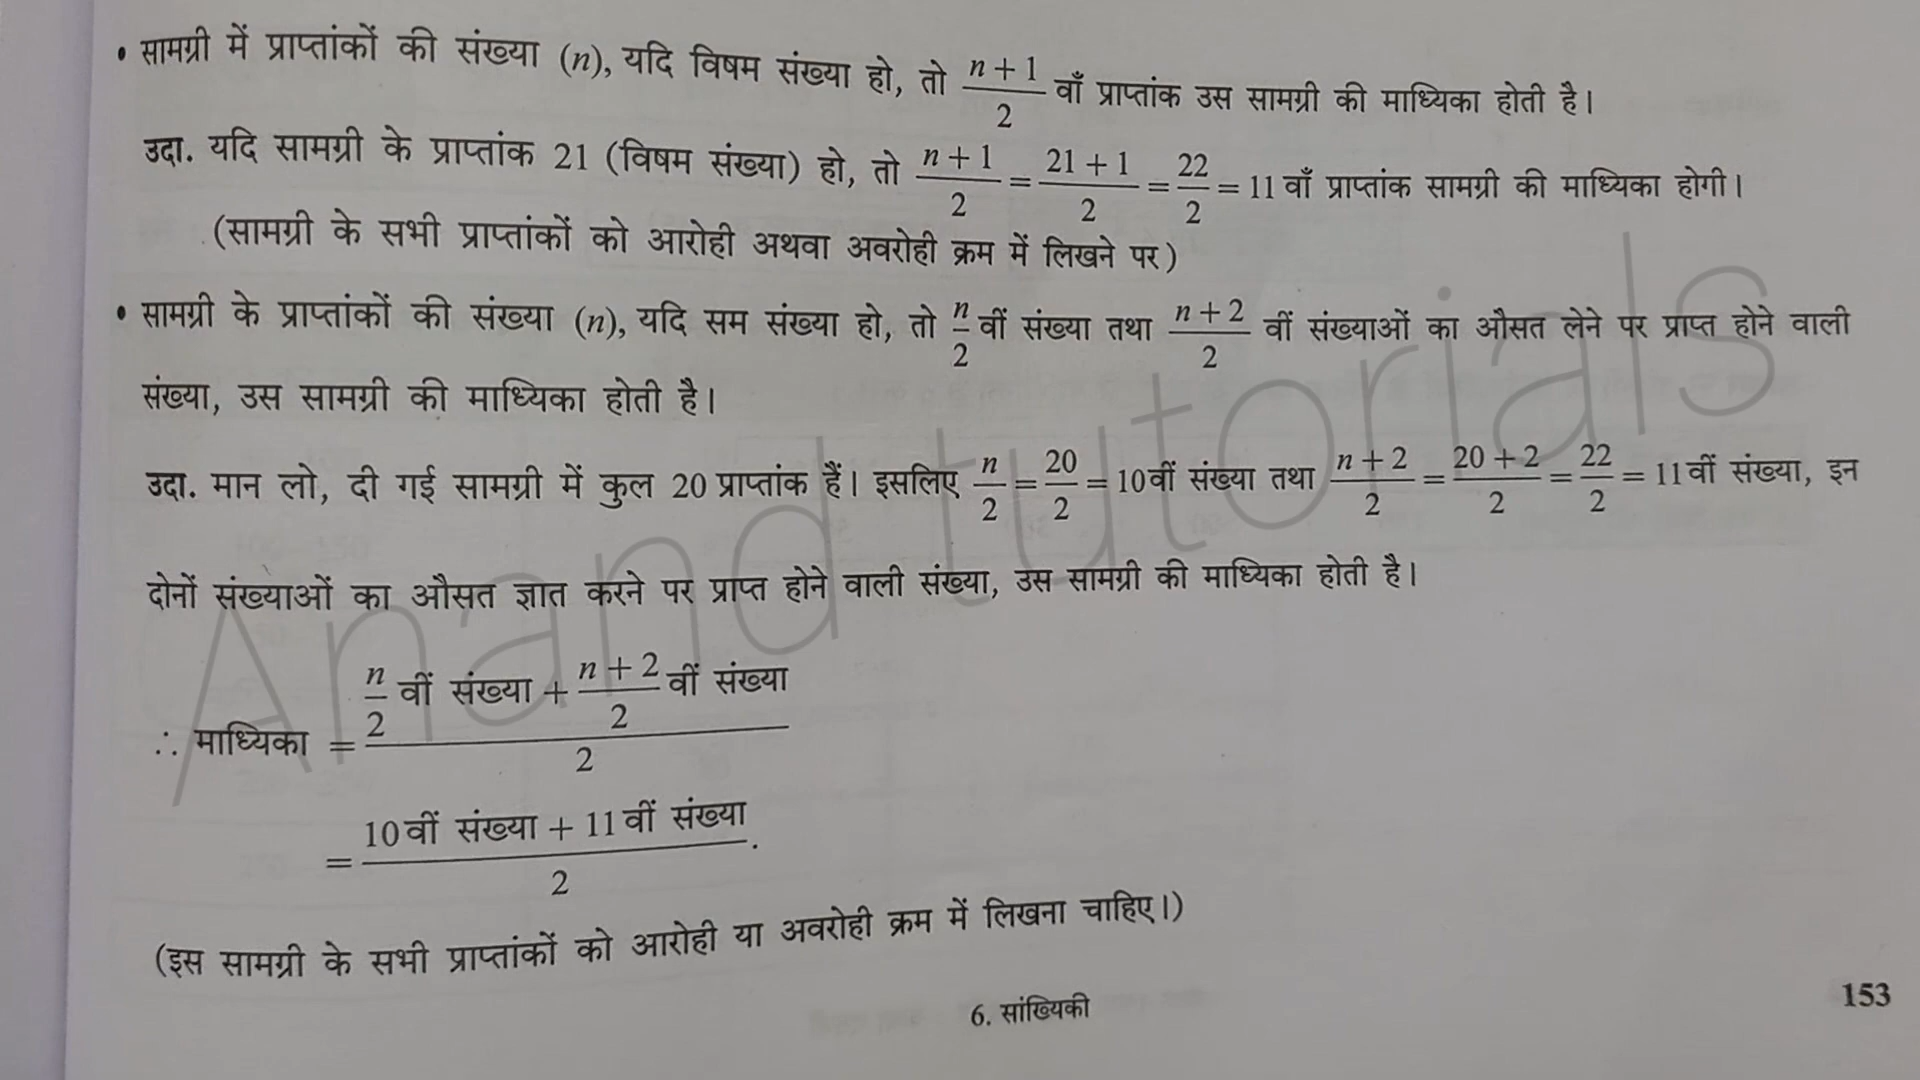 • सामग्री में प्राप्तांकों की संख्या (n), यदि विषम संख्या हो, तो (n + 1)/2 वाँ प्राप्तांक उस सामग्री की माध्यिका होती है।
उदा. यदि सामग्री के प्राप्तांक 21 (विषम संख्या) हो, तो (n + 1)/2 = (21 + 1)/2 = 22/2 = 11 वाँ प्राप्तांक सामग्री की माध्यिका होगी।
(सामग्री के सभी प्राप्तांकों को आरोही अथवा अवरोही क्रम में लिखने पर)
• सामग्री के प्राप्तांकों की संख्या (n), यदि सम संख्या हो, तो n/2 वीं संख्या तथा (n + 2)/2 वीं संख्याओं का औसत लेने पर प्राप्त होने वाली
संख्या, उस सामग्री की माध्यिका होती है।
उदा. मान लो, दी गई सामग्री में कुल 20 प्राप्तांक हैं। इसलिए n/2 = 20/2 = 10वीं संख्या तथा (n + 2)/2 = (20 + 2)/2 = 22/2 = 11वीं संख्या, इन
दोनों संख्याओं का औसत ज्ञात करने पर प्राप्त होने वाली संख्या, उस सामग्री की माध्यिका होती है।
∴ माध्यिका = (n/2 वीं संख्या + (n + 2)/2 वीं संख्या)/2
= (10वीं संख्या + 11वीं संख्या)/2.
(इस सामग्री के सभी प्राप्तांकों को आरोही या अवरोही क्रम में लिखना चाहिए।)
6. सांख्यिकी
153
Anand tutorials